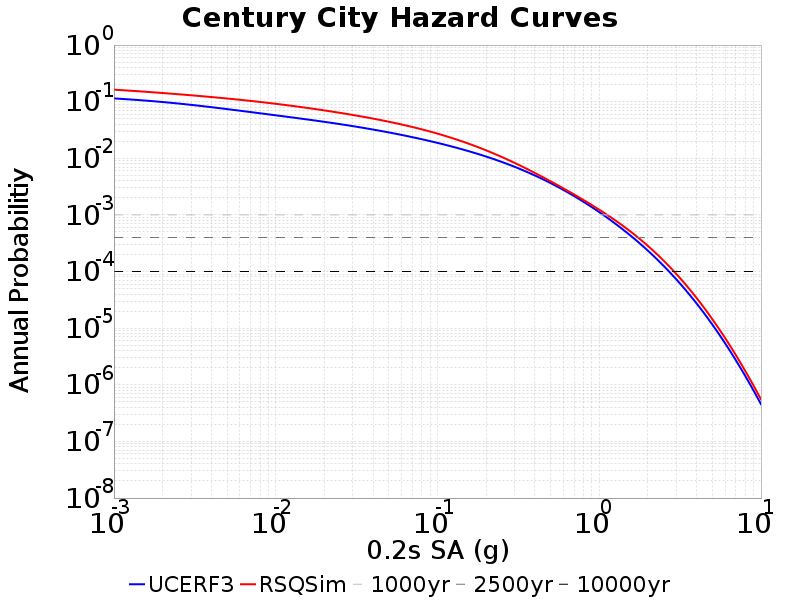 Century City Hazard Curves
Annual Probabilitiy
10^0
10^-1
10^-2
10^-3
10^-4
10^-5
10^-6
10^-7
10^-8
10^-3 10^-2 10^-1 10^0 10^1
0.2s SA (g)
UCERF3 RSQSim 1000yr 2500yr 10000yr